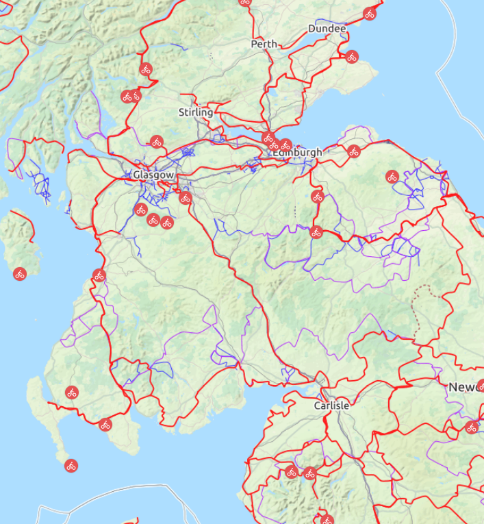 Dundee
Perth
Stirling
Edinburgh
Glasgow
Carlisle
New